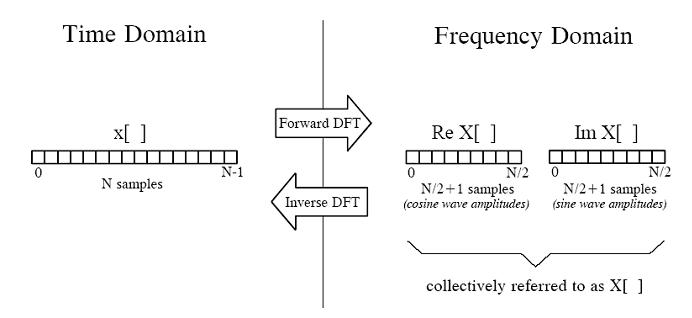 Time Domain
Frequency Domain
x[ ]
0
N-1
N samples
Forward DFT
Inverse DFT
Re X[ ]
0
N/2
N/2+1 samples
(cosine wave amplitudes)
Im X[ ]
0
N/2
N/2+1 samples
(sine wave amplitudes)
collectively referred to as X[ ]